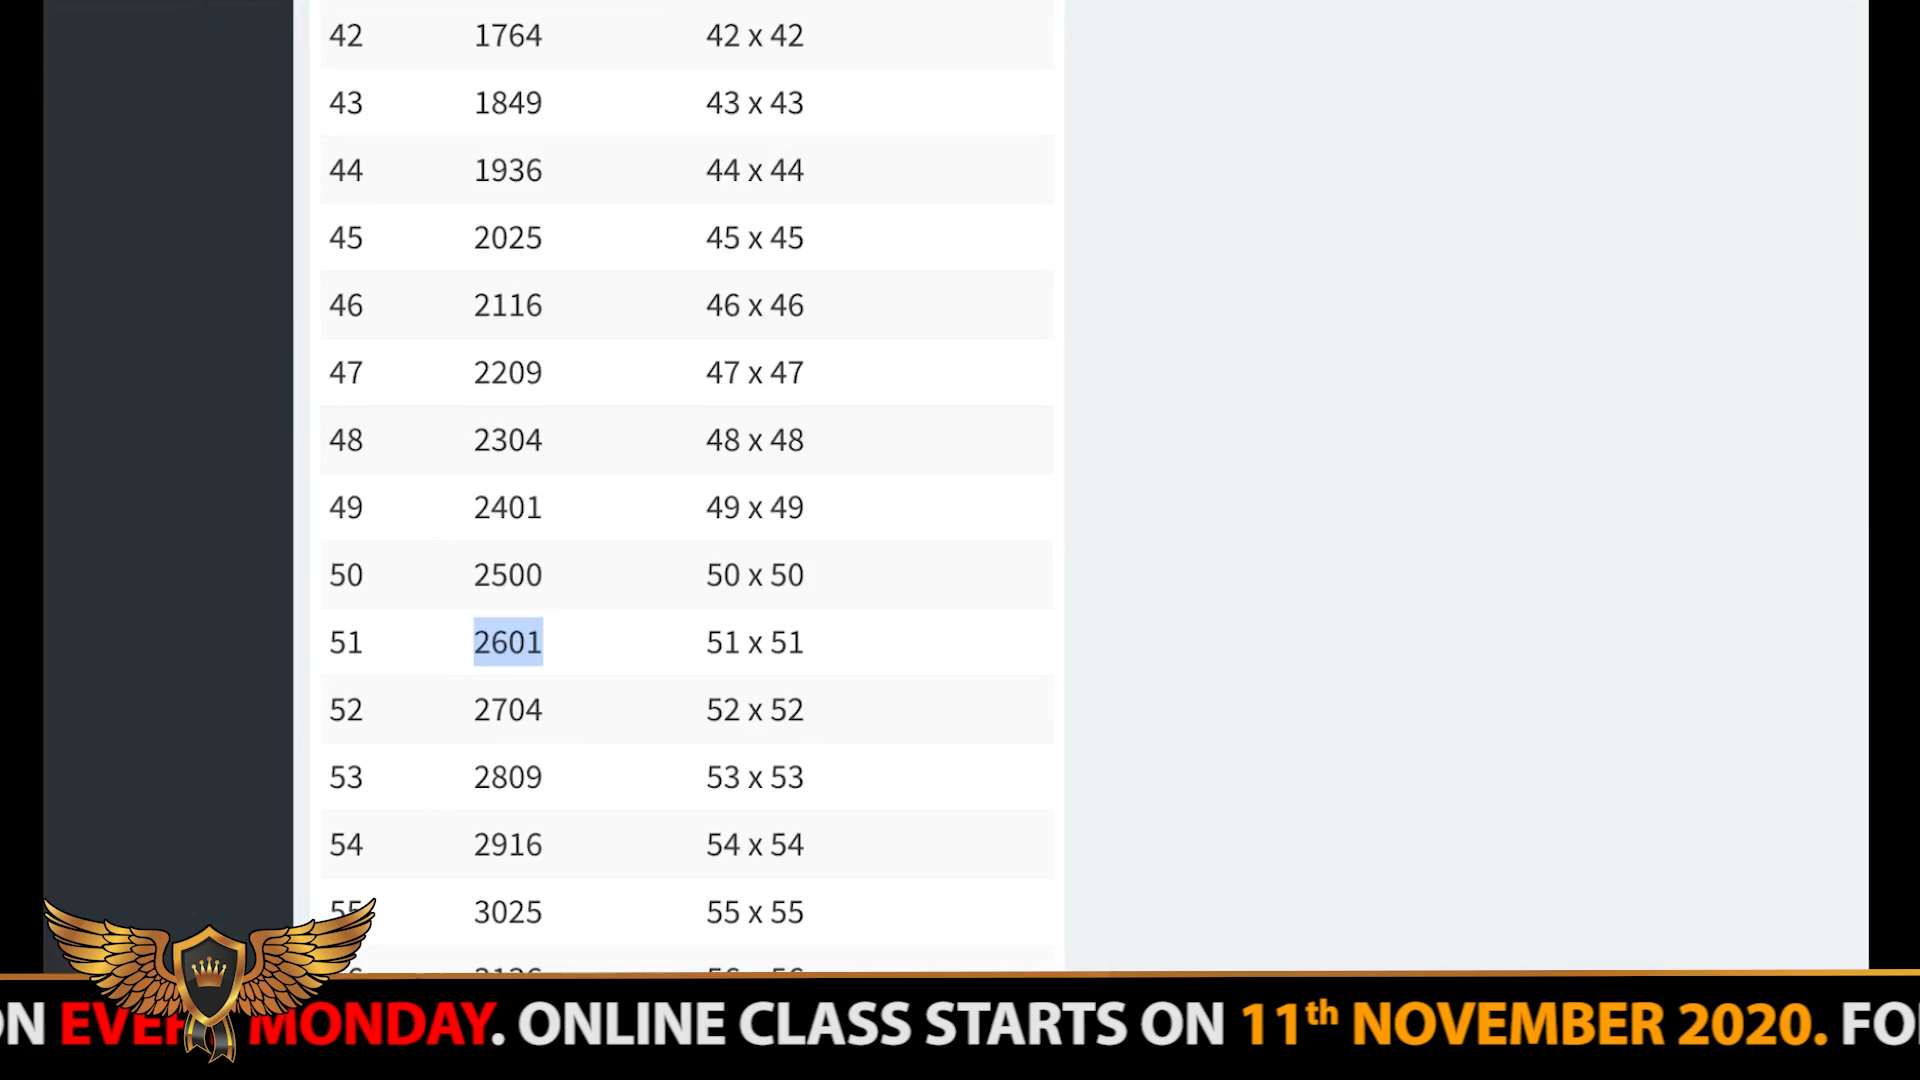 42 1764 42 x 42
43 1849 43 x 43
44 1936 44 x 44
45 2025 45 x 45
46 2116 46 x 46
47 2209 47 x 47
48 2304 48 x 48
49 2401 49 x 49
50 2500 50 x 50
51 2601 51 x 51
52 2704 52 x 52
53 2809 53 x 53
54 2916 54 x 54
55 3025 55 x 55
MONDAY. ONLINE CLASS STARTS ON 11th NOVEMBER 2020.